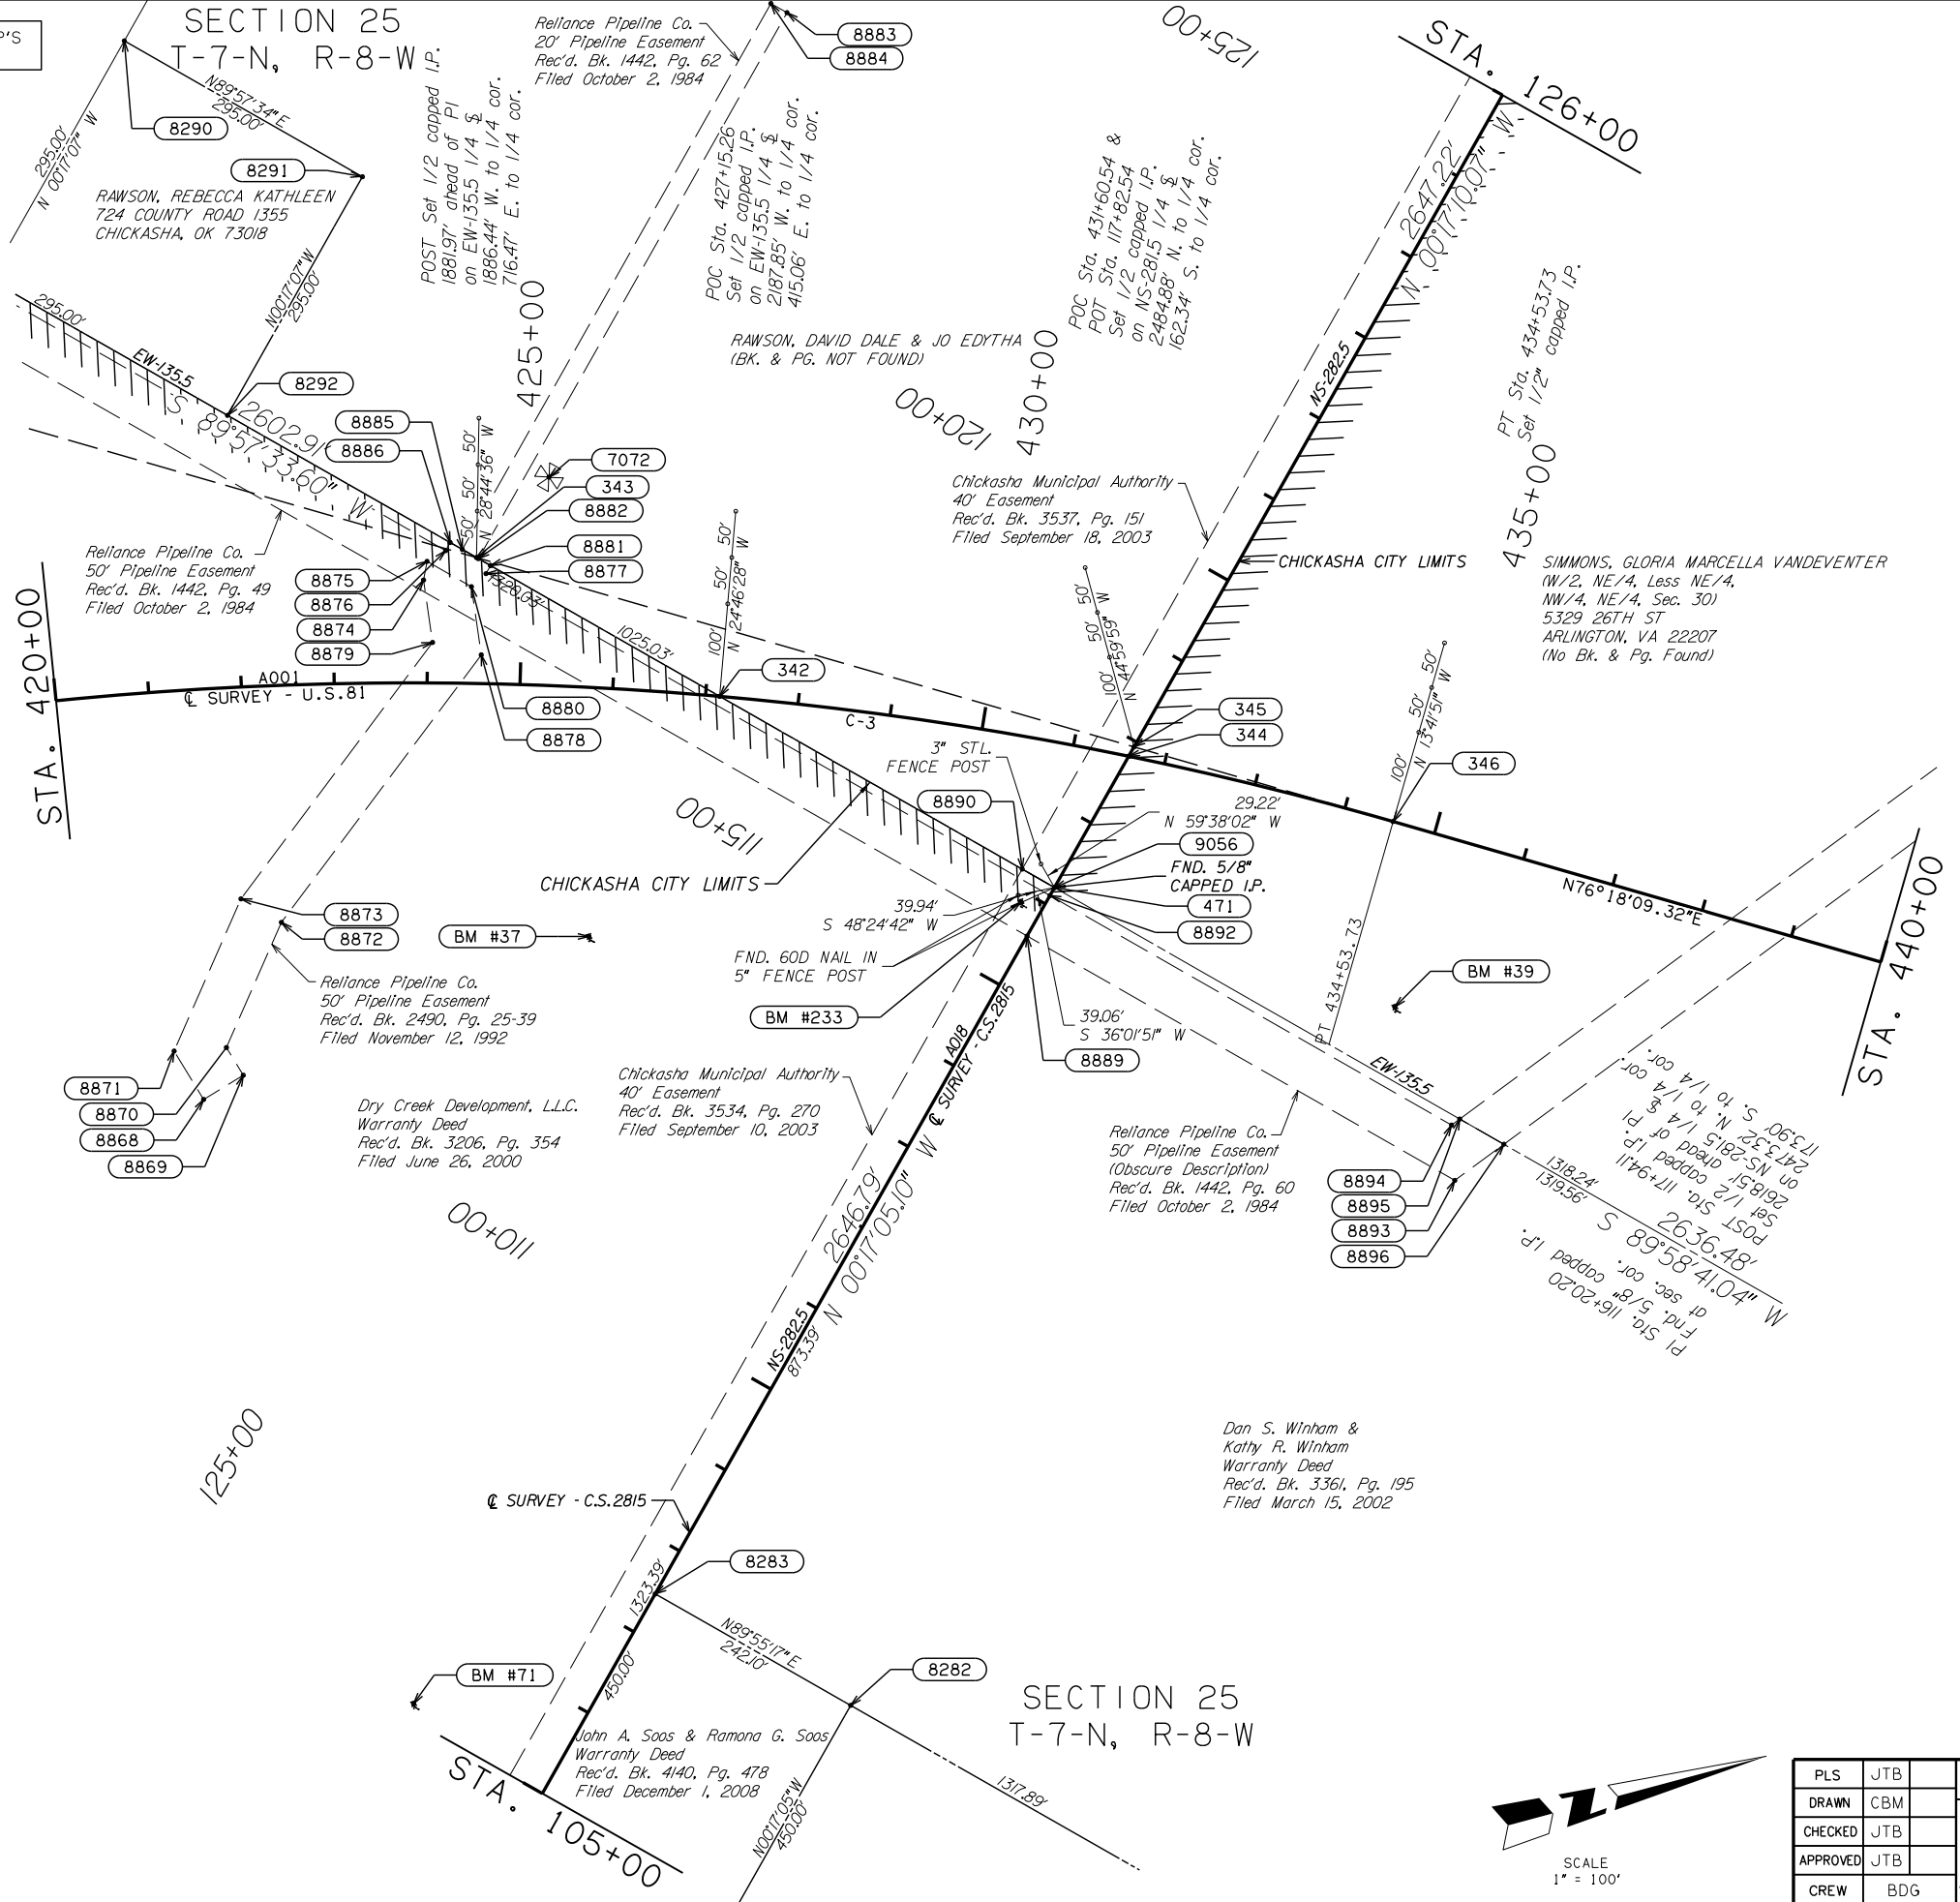 P'S
SECTION 25
T-7-N, R-8-W
8290
N89°57'34"E
295.00'
295.00'
N 00°17'07" W
8291
RAWSON, REBECCA KATHLEEN
724 COUNTY ROAD 1355
CHICKASHA, OK 73018
N00°17'07"W
295.00'
295.00'
EW-135.5
8292
2602.91'
S 89°57'33.60" W
POST Set 1/2 capped I.P.
1881.97' ahead of PI
on EW-135.5 1/4 ℄
1886.44' W. to 1/4 cor.
716.47' E. to 1/4 cor.
425+00
Reliance Pipeline Co.
20' Pipeline Easement
Rec'd. Bk. 1442, Pg. 62
Filed October 2, 1984
8883
8884
POC Sta. 427+15.26
Set 1/2 capped I.P.
on EW-135.5 1/4 ℄
2187.85' W. to 1/4 cor.
415.06' E. to 1/4 cor.
RAWSON, DAVID DALE & JO EDYTHA
(BK. & PG. NOT FOUND)
120+00
430+00
125+00
POC Sta. 431+60.54 &
POT Sta. 117+82.54
Set 1/2 capped I.P.
on NS-281.5 1/4 ℄
2484.88' N. to 1/4 cor.
162.34' S. to 1/4 cor.
STA. 126+00
2647.22'
N 00°17'10.07" W
NS-282.5
PT Sta. 434+53.73
Set 1/2" capped I.P.
435+00
8885
8886
50' 50' 50'
N 28°44'36" W
7072
343
8882
8881
8877
Reliance Pipeline Co.
50' Pipeline Easement
Rec'd. Bk. 1442, Pg. 49
Filed October 2, 1984
8875
8876
8874
8879
1320.03'
1025.03'
100' 50' 50'
N 24°46'28" W
342
Chickasha Municipal Authority
40' Easement
Rec'd. Bk. 3537, Pg. 151
Filed September 18, 2003
CHICKASHA CITY LIMITS
SIMMONS, GLORIA MARCELLA VANDEVENTER
(W/2, NE/4, Less NE/4,
NW/4, NE/4, Sec. 30)
5329 26TH ST
ARLINGTON, VA 22207
(No Bk. & Pg. Found)
STA. 420+00
A001
℄ SURVEY - U.S.81
8880
8878
C-3
100' 50' 50'
N 44°59'59" W
345
344
100' 50' 50'
N 13°41'51" W
346
3" STL.
FENCE POST
8890
29.22'
N 59°38'02" W
9056
FND. 5/8"
CAPPED I.P.
471
8892
115+00
CHICKASHA CITY LIMITS
39.94'
S 48°24'42" W
FND. 60D NAIL IN
5" FENCE POST
BM #233
39.06'
S 36°01'51" W
8889
PT 434+53.73
BM #39
N76°18'09.32"E
STA. 440+00
8873
8872
BM #37
Reliance Pipeline Co.
50' Pipeline Easement
Rec'd. Bk. 2490, Pg. 25-39
Filed November 12, 1992
8871
8870
8868
8869
Dry Creek Development, L.L.C.
Warranty Deed
Rec'd. Bk. 3206, Pg. 354
Filed June 26, 2000
Chickasha Municipal Authority
40' Easement
Rec'd. Bk. 3534, Pg. 270
Filed September 10, 2003
A018
℄ SURVEY - C.S.2815
EW-135.5
Reliance Pipeline Co.
50' Pipeline Easement
(Obscure Description)
Rec'd. Bk. 1442, Pg. 60
Filed October 2, 1984
8894
8895
8893
8896
POST Sta. 117+94.11
Set 1/2 capped I.P.
2618.51' ahead of PI
on NS-281.5 1/4 ℄
2473.32' N. to 1/4 cor.
173.90' S. to 1/4 cor.
1318.24'
1319.56'
2636.48'
S 89°58'41.04" W
PI Sta. 116+20.20
Fnd. 5/8" capped I.P.
at sec. cor.
110+00
2646.79'
N 00°17'05.10" W
NS-282.5
873.39'
125+00
Dan S. Winham &
Kathy R. Winham
Warranty Deed
Rec'd. Bk. 3361, Pg. 195
Filed March 15, 2002
℄ SURVEY - C.S.2815
8283
1323.39'
450.00'
N89°55'17"E
242.10'
8282
BM #71
SECTION 25
T-7-N, R-8-W
John A. Soos & Ramona G. Soos
Warranty Deed
Rec'd. Bk. 4140, Pg. 478
Filed December 1, 2008
STA. 105+00
N00°17'05"W
450.00'
1317.89'
N
SCALE
1" = 100'
PLS JTB
DRAWN CBM
CHECKED JTB
APPROVED JTB
CREW BDG